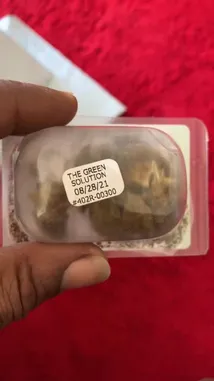 THE GREEN
SOLUTION
08/28/21
#402R-00300